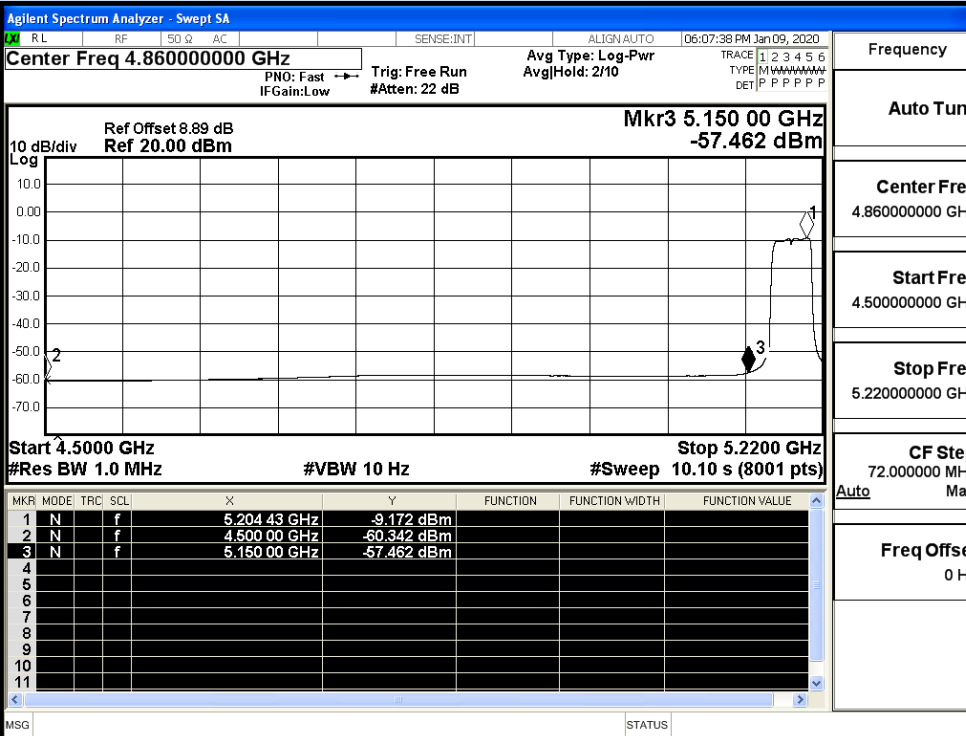 Agilent Spectrum Analyzer - Swept SA
LXI RL RF 50 Ω AC SENSE:INT ALIGN AUTO 06:07:38 PM Jan 09, 2020
Center Freq 4.860000000 GHz
PNO: Fast
IFGain:Low
Trig: Free Run
#Atten: 22 dB
Avg Type: Log-Pwr
Avg|Hold: 2/10
TRACE 1 2 3 4 5 6
TYPE M WWWWW
DET P P P P P P
Mkr3 5.150 00 GHz
-57.462 dBm
Ref Offset 8.89 dB
10 dB/div Ref 20.00 dBm
Log
10.0
0.00
-10.0
-20.0
-30.0
-40.0
-50.0
-60.0
-70.0
1
2
3
Start 4.5000 GHz Stop 5.2200 GHz
#Res BW 1.0 MHz #VBW 10 Hz #Sweep 10.10 s (8001 pts)
MKR MODE TRC SCL X Y FUNCTION FUNCTION WIDTH FUNCTION VALUE
1 N f 5.204 43 GHz -9.172 dBm
2 N f 4.500 00 GHz -60.342 dBm
3 N f 5.150 00 GHz -57.462 dBm
4
5
6
7
8
9
10
11
MSG STATUS
Frequency
Auto Tun
Center Fre
4.860000000 GH
Start Fre
4.500000000 GH
Stop Fre
5.220000000 GH
CF Ste
72.000000 MH
Auto Ma
Freq Offse
0 H